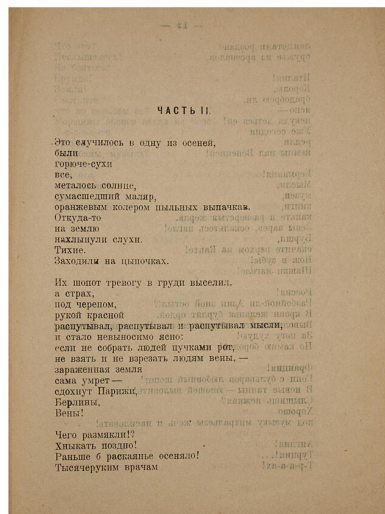 ЧАСТЬ II.
Это случилось в одну из осеней,
были
горюче-сухи
все,
металось солнце,
сумасшедший маляр,
оранжевым колером пыльных выпачкав.
Откуда-то
на землю
нахлынули слухи.
Тихие.
Заходили на цыпочках.
Их шопот тревогу в груди выселил,
а страх,
под черепом,
рукой красной
распутывал, распутывал и распутывал мысли,
и стало невыносимо ясно:
если не собрать людей пучками рот,
не взять и не взрезать людям вены, —
зараженная земля
сама умрет —
сдохнут Парижи,
Берлины,
Вены!
Чего размякли!?
Хныкать поздно!
Раньше б раскаянье осеняло!
Тысячеруким врачам